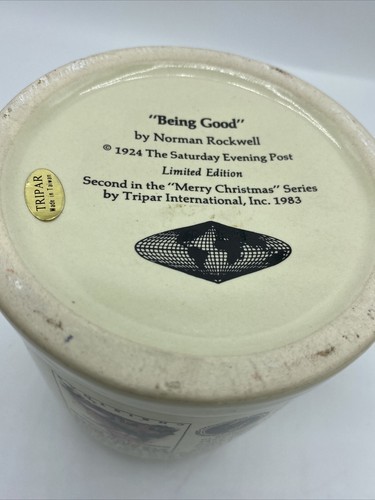 "Being Good"
by Norman Rockwell
© 1924 The Saturday Evening Post
Limited Edition
Second in the "Merry Christmas" Series
by Tripar International, Inc. 1983
TRIPAR
Made in Taiwan